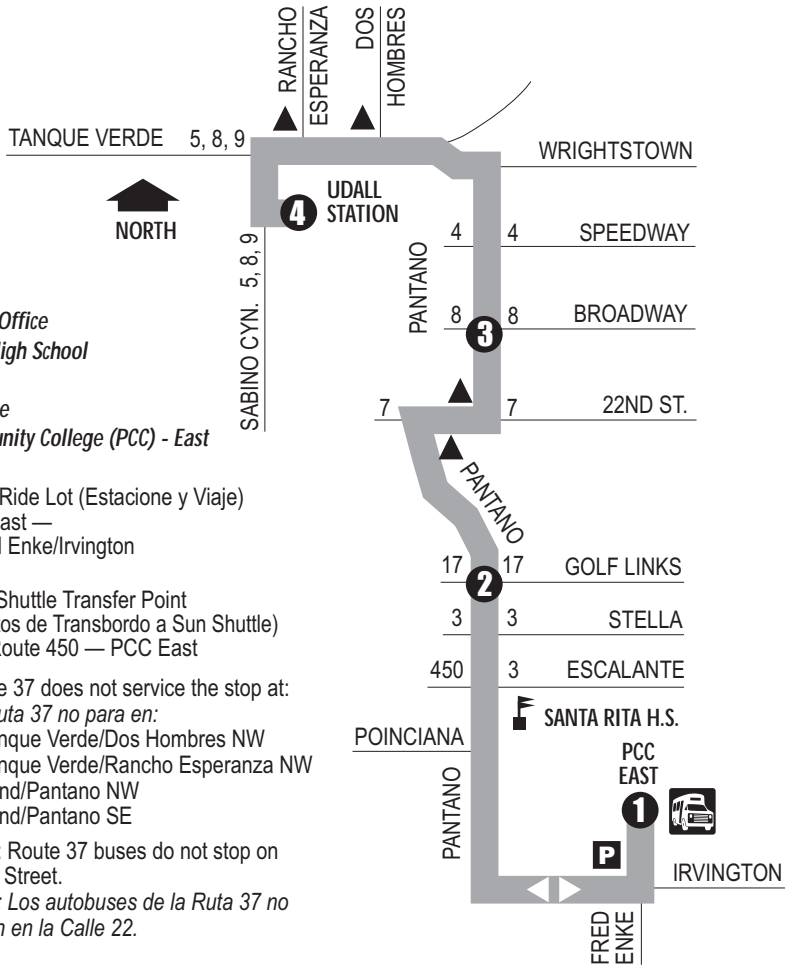 RANCHO
ESPERANZA
DOS
HOMBRES
TANQUE VERDE 5, 8, 9
WRIGHTSTOWN
NORTH
4
UDALL
STATION
SABINO CYN. 5, 8, 9
PANTANO
4 4 SPEEDWAY
8 8 BROADWAY
3
7 7 22ND ST.
PANTANO
17 17 GOLF LINKS
2
3 3 STELLA
450 3 ESCALANTE
SANTA RITA H.S.
POINCIANA
PCC
EAST
1
PANTANO
P
IRVINGTON
FRED
ENKE
Office
High School
e
unity College (PCC) - East
Ride Lot (Estacione y Viaje)
ast —
Enke/Irvington
Shuttle Transfer Point
tos de Transbordo a Sun Shuttle)
Route 450 — PCC East
e 37 does not service the stop at:
uta 37 no para en:
nque Verde/Dos Hombres NW
nque Verde/Rancho Esperanza NW
nd/Pantano NW
nd/Pantano SE
: Route 37 buses do not stop on
Street.
: Los autobuses de la Ruta 37 no
n en la Calle 22.